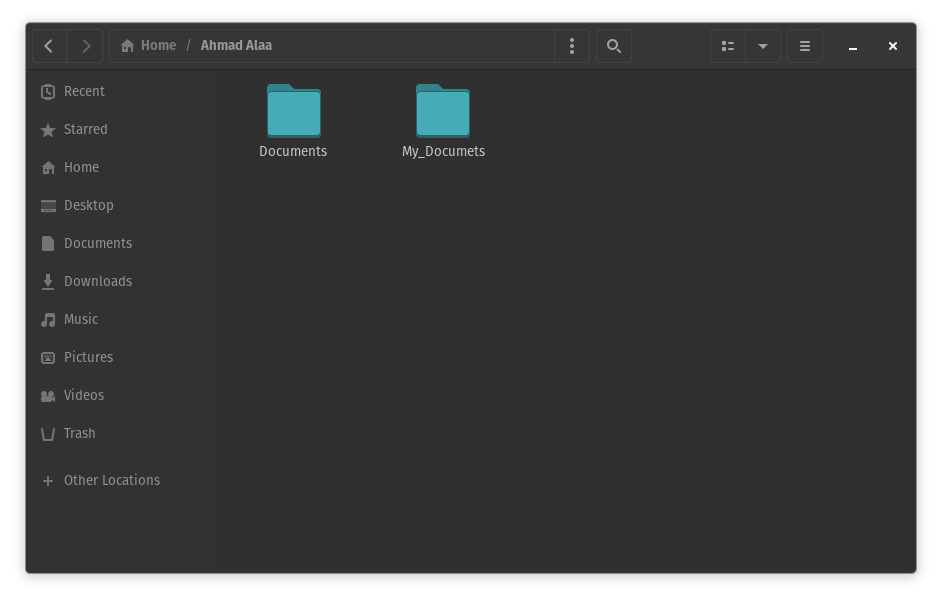 Home / Ahmad Alaa
Recent
Starred
Home
Desktop
Documents
Downloads
Music
Pictures
Videos
Trash
Other Locations
Documents
My_Documets